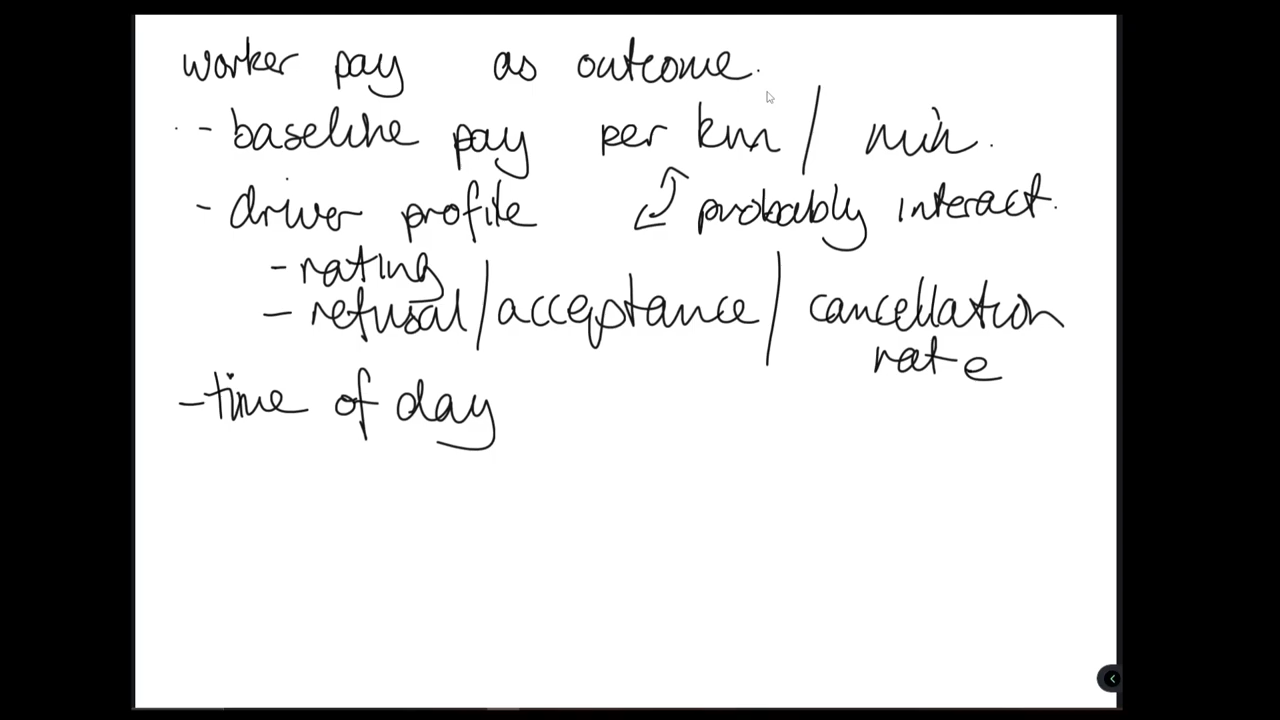 worker pay as outcome.
- baseline pay per km / min.
- driver profile probably interact.
- rating
- refusal / acceptance / cancellation
rate
- time of day